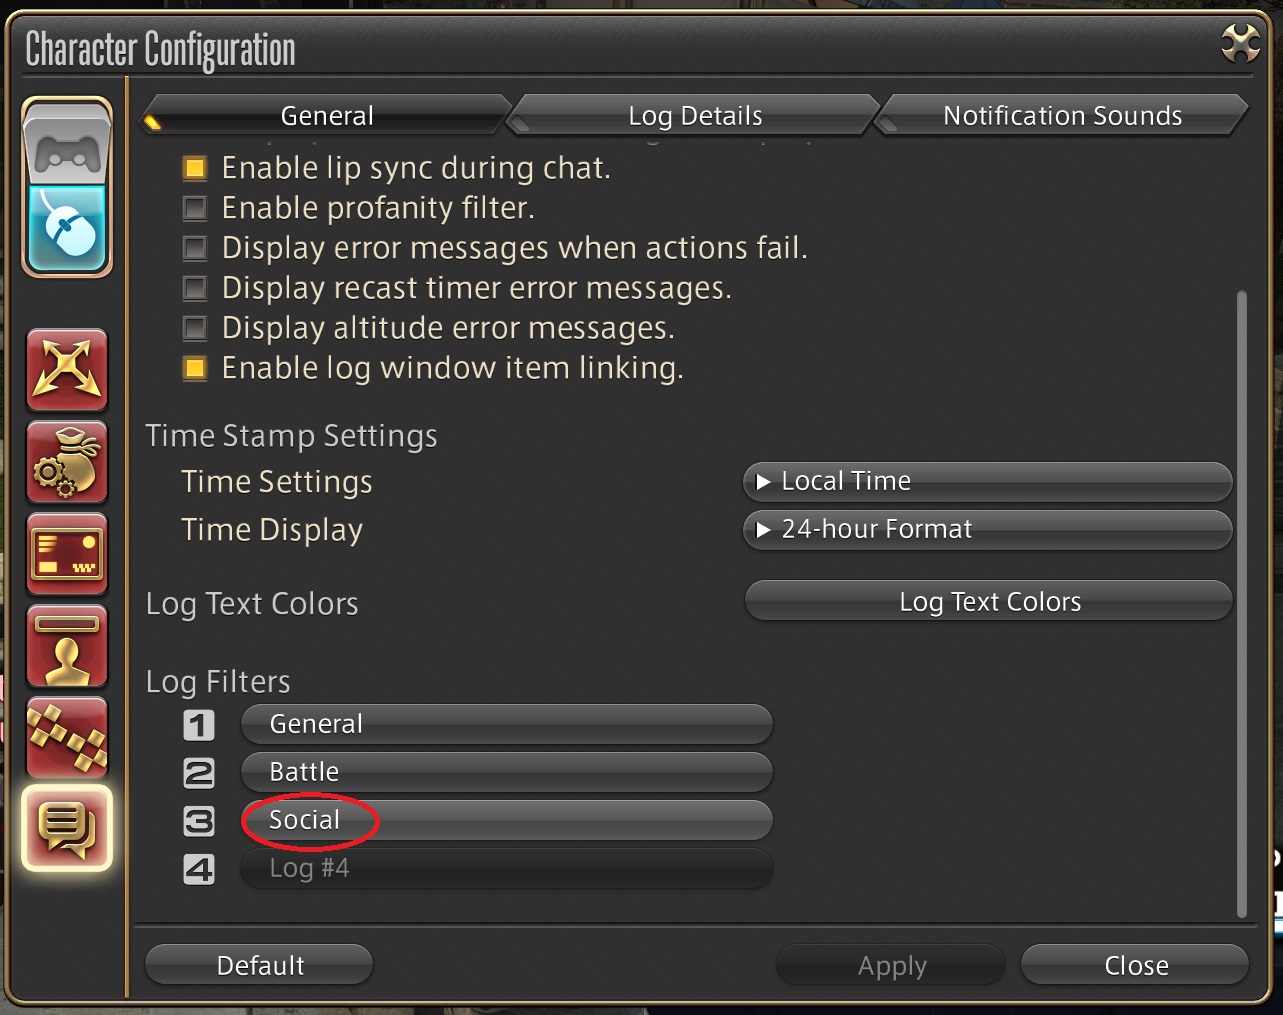 Character Configuration
General
Log Details
Notification Sounds
Enable lip sync during chat.
Enable profanity filter.
Display error messages when actions fail.
Display recast timer error messages.
Display altitude error messages.
Enable log window item linking.
Time Stamp Settings
Time Settings
Local Time
Time Display
24-hour Format
Log Text Colors
Log Text Colors
Log Filters
1 General
2 Battle
3 Social
4 Log #4
Default
Apply
Close